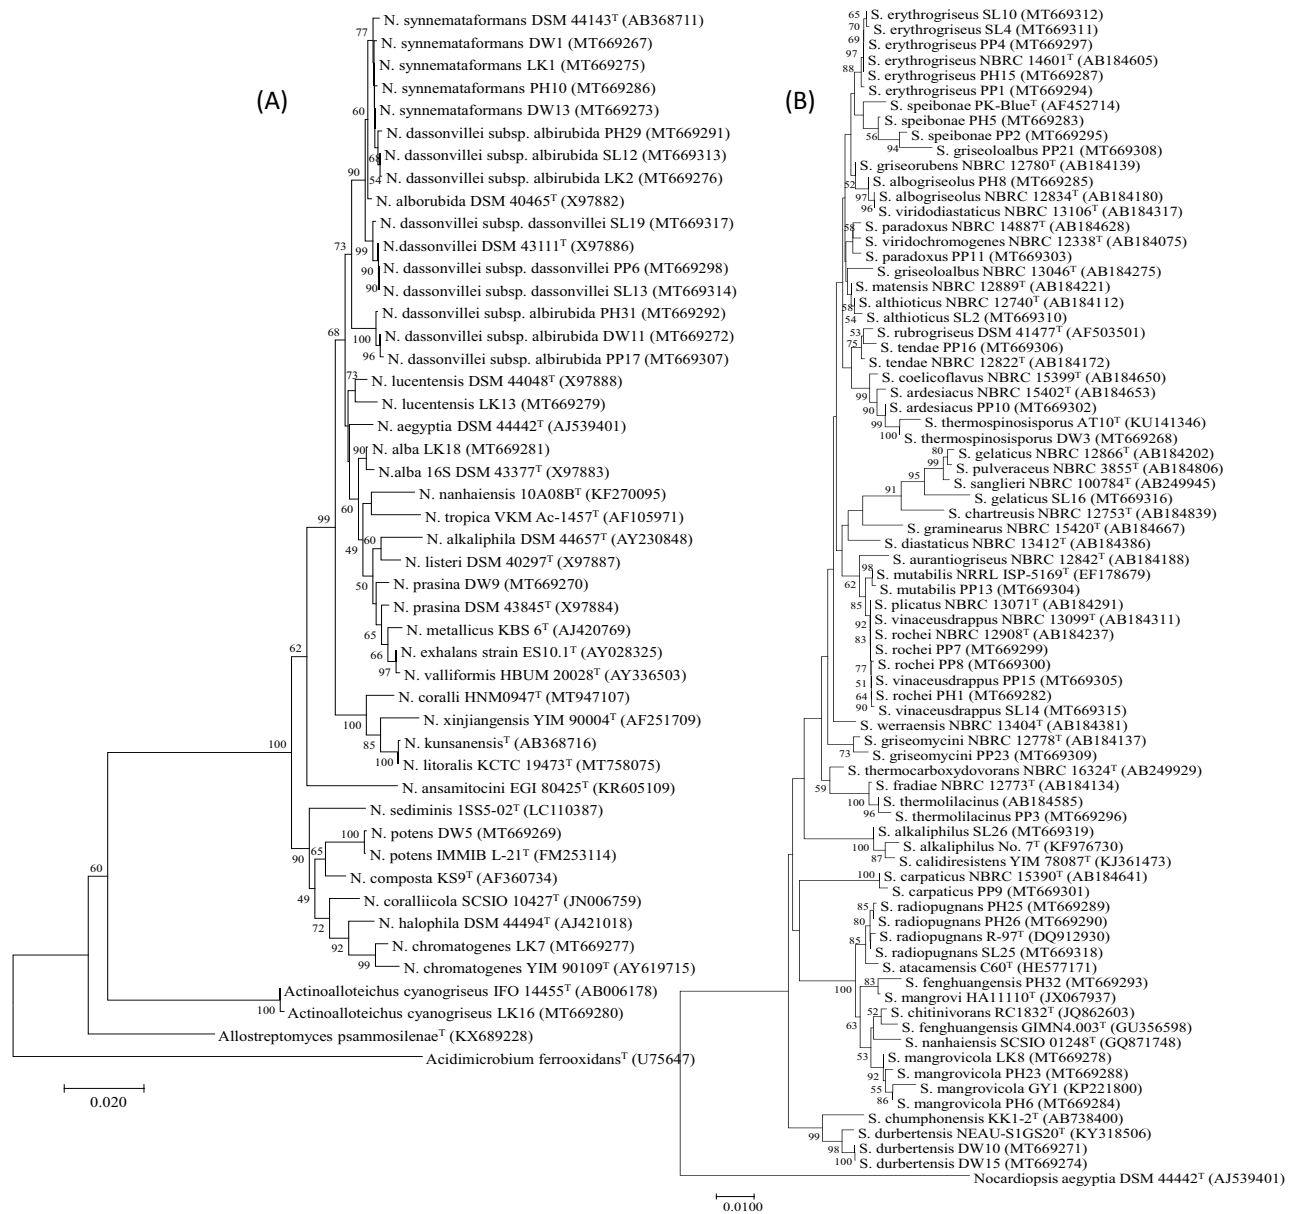 (A)
N. synnemataformans DSM 44143ᵀ (AB368711)
N. synnemataformans DW1 (MT669267)
N. synnemataformans LK1 (MT669275)
N. synnemataformans PH10 (MT669286)
N. synnemataformans DW13 (MT669273)
N. dassonvillei subsp. albirubida PH29 (MT669291)
N. dassonvillei subsp. albirubida SL12 (MT669313)
N. dassonvillei subsp. albirubida LK2 (MT669276)
N. alborubida DSM 40465ᵀ (X97882)
N. dassonvillei subsp. dassonvillei SL19 (MT669317)
N.dassonvillei DSM 43111ᵀ (X97886)
N. dassonvillei subsp. dassonvillei PP6 (MT669298)
N. dassonvillei subsp. dassonvillei SL13 (MT669314)
N. dassonvillei subsp. albirubida PH31 (MT669292)
N. dassonvillei subsp. albirubida DW11 (MT669272)
N. dassonvillei subsp. albirubida PP17 (MT669307)
N. lucentensis DSM 44048ᵀ (X97888)
N. lucentensis LK13 (MT669279)
N. aegyptia DSM 44442ᵀ (AJ539401)
N. alba LK18 (MT669281)
N.alba 16S DSM 43377ᵀ (X97883)
N. nanhaiensis 10A08Bᵀ (KF270095)
N. tropica VKM Ac-1457ᵀ (AF105971)
N. alkaliphila DSM 44657ᵀ (AY230848)
N. listeri DSM 40297ᵀ (X97887)
N. prasina DW9 (MT669270)
N. prasina DSM 43845ᵀ (X97884)
N. metallicus KBS 6ᵀ (AJ420769)
N. exhalans strain ES10.1ᵀ (AY028325)
N. valliformis HBUM 20028ᵀ (AY336503)
N. coralli HNM0947ᵀ (MT947107)
N. xinjiangensis YIM 90004ᵀ (AF251709)
N. kunsanensisᵀ (AB368716)
N. litoralis KCTC 19473ᵀ (MT758075)
N. ansamitocini EGI 80425ᵀ (KR605109)
N. sediminis 1SS5-02ᵀ (LC110387)
N. potens DW5 (MT669269)
N. potens IMMIB L-21ᵀ (FM253114)
N. composta KS9ᵀ (AF360734)
N. coralliicola SCSIO 10427ᵀ (JN006759)
N. halophila DSM 44494ᵀ (AJ421018)
N. chromatogenes LK7 (MT669277)
N. chromatogenes YIM 90109ᵀ (AY619715)
Actinoalloteichus cyanogriseus IFO 14455ᵀ (AB006178)
Actinoalloteichus cyanogriseus LK16 (MT669280)
Allostreptomyces psammosilenaeᵀ (KX689228)
Acidimicrobium ferrooxidansᵀ (U75647)
77
60
68
54
90
73
99
90
90
100
96
68
73
90
60
49
60
50
65
66
97
99
62
100
85
100
100
100
65
90
49
72
92
99
60
100
0.020
(B)
S. erythrogriseus SL10 (MT669312)
S. erythrogriseus SL4 (MT669311)
S. erythrogriseus PP4 (MT669297)
S. erythrogriseus NBRC 14601ᵀ (AB184605)
S. erythrogriseus PH15 (MT669287)
S. erythrogriseus PP1 (MT669294)
S. speibonae PK-Blueᵀ (AF452714)
S. speibonae PH5 (MT669283)
S. speibonae PP2 (MT669295)
S. griseoloalbus PP21 (MT669308)
S. griseorubens NBRC 12780ᵀ (AB184139)
S. albogriseolus PH8 (MT669285)
S. albogriseolus NBRC 12834ᵀ (AB184180)
S. viridodiastaticus NBRC 13106ᵀ (AB184317)
S. paradoxus NBRC 14887ᵀ (AB184628)
S. viridochromogenes NBRC 12338ᵀ (AB184075)
S. paradoxus PP11 (MT669303)
S. griseoloalbus NBRC 13046ᵀ (AB184275)
S. matensis NBRC 12889ᵀ (AB184221)
S. althioticus NBRC 12740ᵀ (AB184112)
S. althioticus SL2 (MT669310)
S. rubrogriseus DSM 41477ᵀ (AF503501)
S. tendae PP16 (MT669306)
S. tendae NBRC 12822ᵀ (AB184172)
S. coelicoflavus NBRC 15399ᵀ (AB184650)
S. ardesiacus NBRC 15402ᵀ (AB184653)
S. ardesiacus PP10 (MT669302)
S. thermospinosisporus AT10ᵀ (KU141346)
S. thermospinosisporus DW3 (MT669268)
S. gelaticus NBRC 12866ᵀ (AB184202)
S. pulveraceus NBRC 3855ᵀ (AB184806)
S. sanglieri NBRC 100784ᵀ (AB249945)
S. gelaticus SL16 (MT669316)
S. chartreusis NBRC 12753ᵀ (AB184839)
S. graminearus NBRC 15420ᵀ (AB184667)
S. diastaticus NBRC 13412ᵀ (AB184386)
S. aurantiogriseus NBRC 12842ᵀ (AB184188)
S. mutabilis NRRL ISP-5169ᵀ (EF178679)
S. mutabilis PP13 (MT669304)
S. plicatus NBRC 13071ᵀ (AB184291)
S. vinaceusdrappus NBRC 13099ᵀ (AB184311)
S. rochei NBRC 12908ᵀ (AB184237)
S. rochei PP7 (MT669299)
S. rochei PP8 (MT669300)
S. vinaceusdrappus PP15 (MT669305)
S. rochei PH1 (MT669282)
S. vinaceusdrappus SL14 (MT669315)
S. werraensis NBRC 13404ᵀ (AB184381)
S. griseomycini NBRC 12778ᵀ (AB184137)
S. griseomycini PP23 (MT669309)
S. thermocarboxydovorans NBRC 16324ᵀ (AB249929)
S. fradiae NBRC 12773ᵀ (AB184134)
S. thermolilacinus (AB184585)
S. thermolilacinus PP3 (MT669296)
S. alkaliphilus SL26 (MT669319)
S. alkaliphilus No. 7ᵀ (KF976730)
S. calidiresistens YIM 78087ᵀ (KJ361473)
S. carpaticus NBRC 15390ᵀ (AB184641)
S. carpaticus PP9 (MT669301)
S. radiopugnans PH25 (MT669289)
S. radiopugnans PH26 (MT669290)
S. radiopugnans R-97ᵀ (DQ912930)
S. radiopugnans SL25 (MT669318)
S. atacamensis C60ᵀ (HE577171)
S. fenghuangensis PH32 (MT669293)
S. mangrovi HA11110ᵀ (JX067937)
S. chitinivorans RC1832ᵀ (JQ862603)
S. fenghuangensis GIMN4.003ᵀ (GU356598)
S. nanhaiensis SCSIO 01248ᵀ (GQ871748)
S. mangrovicola LK8 (MT669278)
S. mangrovicola PH23 (MT669288)
S. mangrovicola GY1 (KP221800)
S. mangrovicola PH6 (MT669284)
S. chumphonensis KK1-2ᵀ (AB738400)
S. durbertensis NEAU-S1GS20ᵀ (KY318506)
S. durbertensis DW10 (MT669271)
S. durbertensis DW15 (MT669274)
Nocardiopsis aegyptia DSM 44442ᵀ (AJ539401)
65
70
69
97
88
56
94
52
97
96
58
58
54
53
75
99
90
99
100
80
99
95
91
98
62
85
92
83
77
51
64
90
73
59
100
96
100
87
100
85
80
85
100
83
52
63
53
92
55
86
99
98
100
0.0100